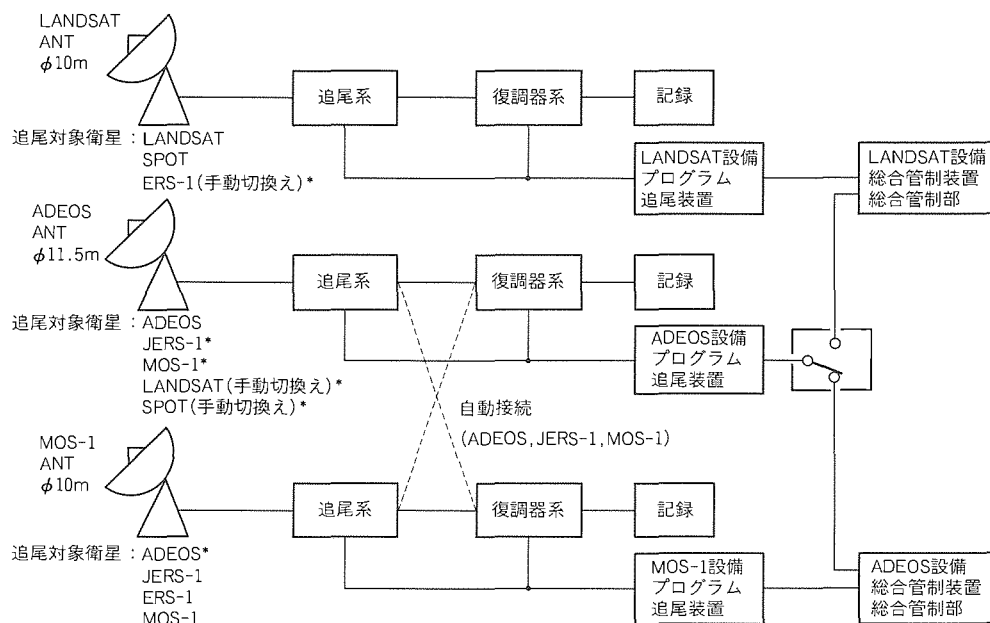 LANDSAT
ANT
φ10m
追尾系
復調器系
記録
追尾対象衛星：LANDSAT
SPOT
ERS-1(手動切換え)*
LANDSAT設備
プログラム
追尾装置
LANDSAT設備
総合管制装置
総合管制部
ADEOS
ANT
φ11.5m
追尾系
復調器系
記録
追尾対象衛星：ADEOS
JERS-1*
MOS-1*
LANDSAT(手動切換え)*
SPOT(手動切換え)*
ADEOS設備
プログラム
追尾装置
自動接続
(ADEOS,JERS-1,MOS-1)
MOS-1
ANT
φ10m
追尾系
復調器系
記録
追尾対象衛星：ADEOS*
JERS-1
ERS-1
MOS-1
MOS-1設備
プログラム
追尾装置
ADEOS設備
総合管制装置
総合管制部